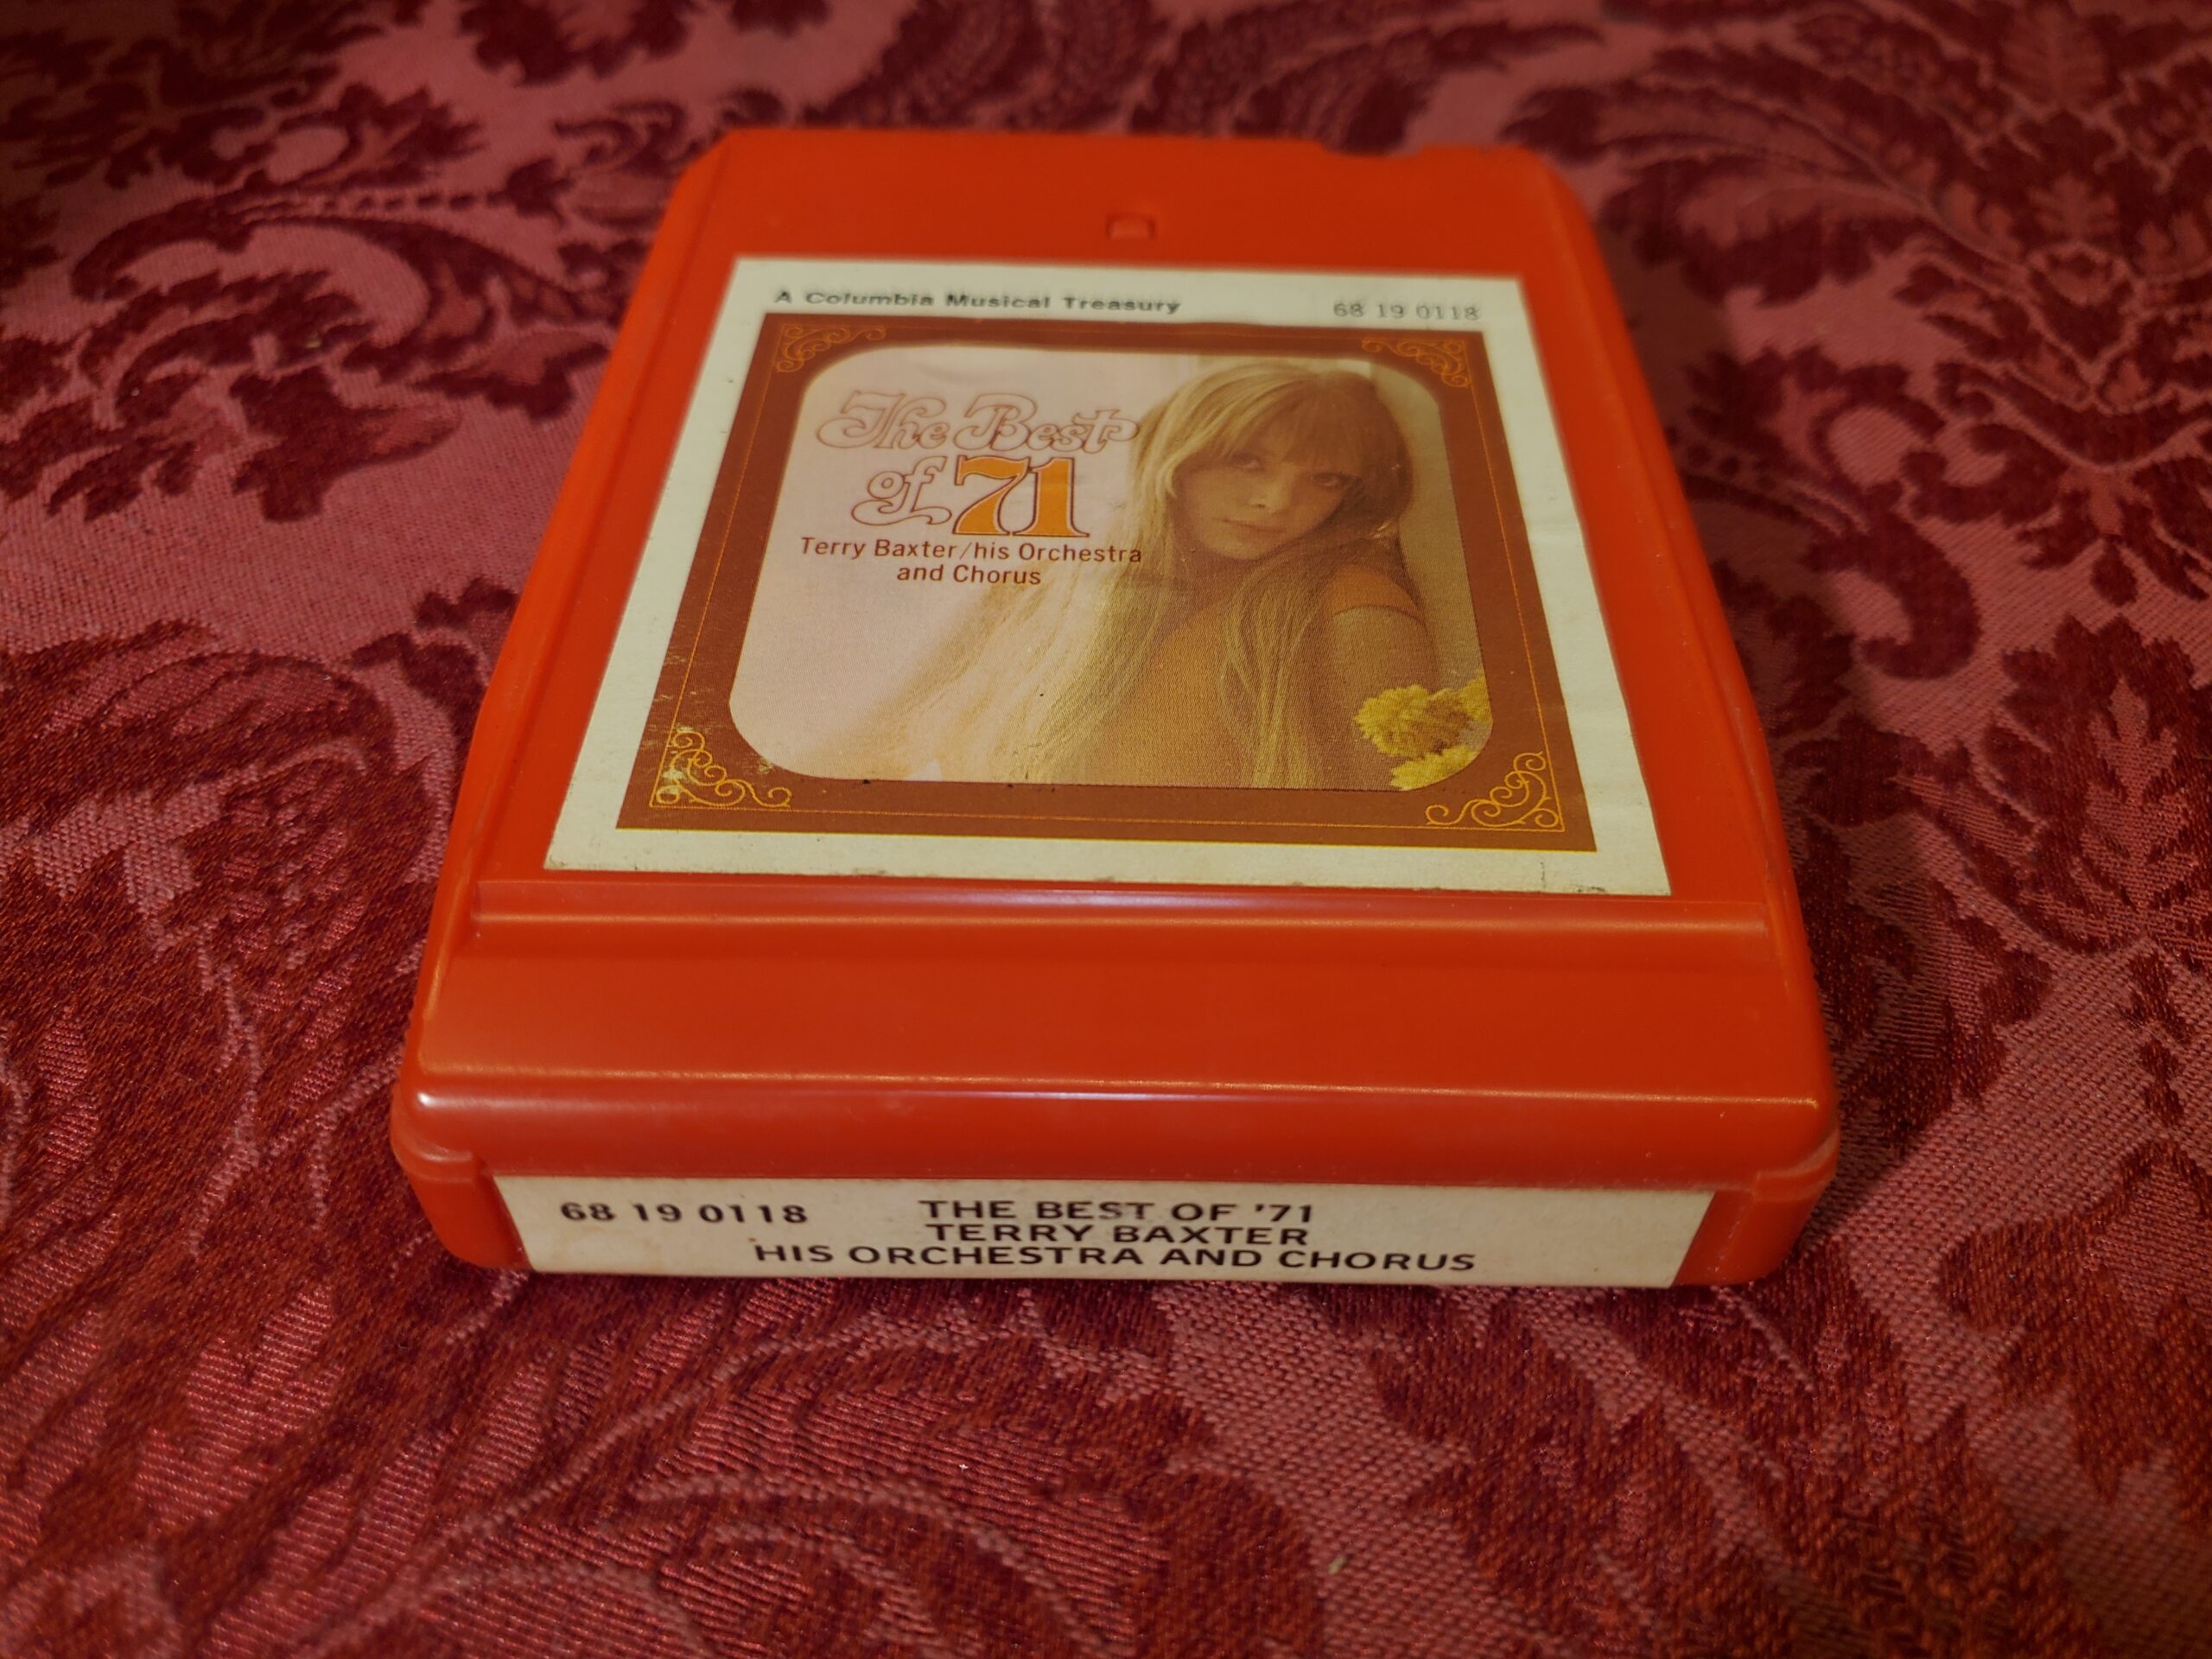 A Columbia Musical Treasury 68 19 0118
The Best
of 71
Terry Baxter/his Orchestra
and Chorus
68 19 0118 THE BEST OF '71
TERRY BAXTER
HIS ORCHESTRA AND CHORUS